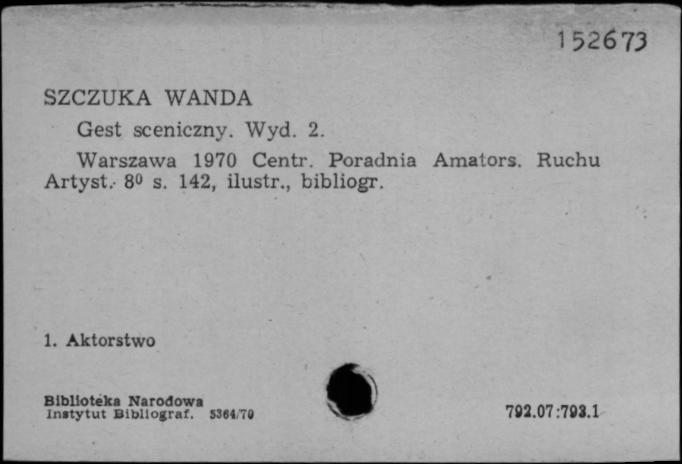 152673
SZCZUKA WANDA
Gest sceniczny. Wyd. 2.
Warszawa 1970 Centr. Poradnia Amators. Ruchu
Artyst. 8⁰ s. 142, ilustr., bibliogr.
1. Aktorstwo
Biblioteka Narodowa
Instytut Bibliograf. 5364/70
792.07:793.1